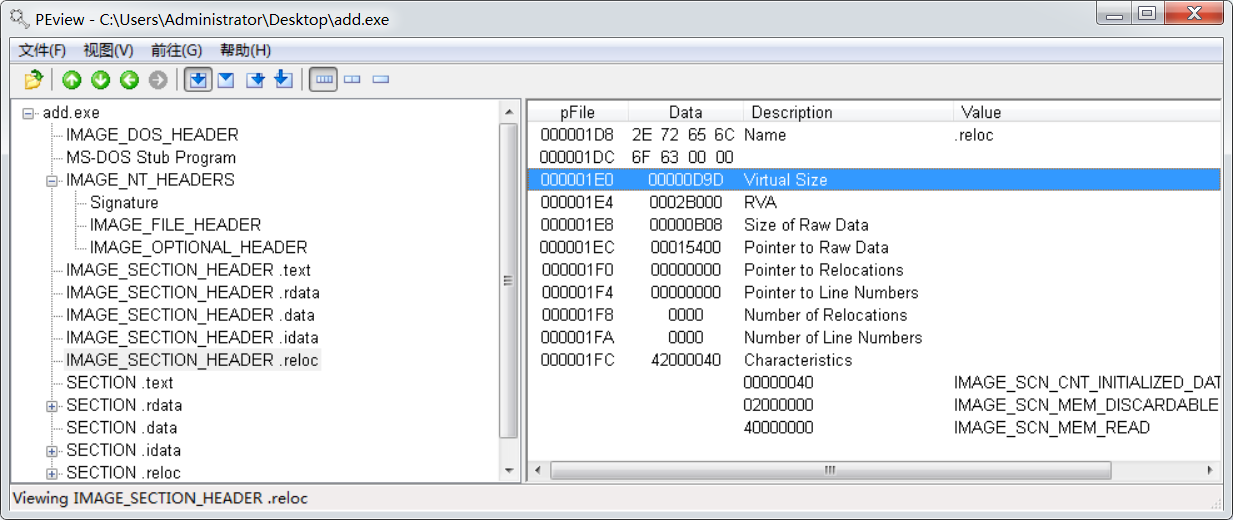 PEview - C:\Users\Administrator\Desktop\add.exe
文件(F) 视图(V) 前往(G) 帮助(H)
add.exe
IMAGE_DOS_HEADER
MS-DOS Stub Program
IMAGE_NT_HEADERS
Signature
IMAGE_FILE_HEADER
IMAGE_OPTIONAL_HEADER
IMAGE_SECTION_HEADER .text
IMAGE_SECTION_HEADER .rdata
IMAGE_SECTION_HEADER .data
IMAGE_SECTION_HEADER .idata
IMAGE_SECTION_HEADER .reloc
SECTION .text
SECTION .rdata
SECTION .data
SECTION .idata
SECTION .reloc
pFile Data Description Value
000001D8 2E 72 65 6C Name .reloc
000001DC 6F 63 00 00
000001E0 00000D9D Virtual Size
000001E4 0002B000 RVA
000001E8 00000B08 Size of Raw Data
000001EC 00015400 Pointer to Raw Data
000001F0 00000000 Pointer to Relocations
000001F4 00000000 Pointer to Line Numbers
000001F8 0000 Number of Relocations
000001FA 0000 Number of Line Numbers
000001FC 42000040 Characteristics
00000040 IMAGE_SCN_CNT_INITIALIZED_DAT
02000000 IMAGE_SCN_MEM_DISCARDABLE
40000000 IMAGE_SCN_MEM_READ
Viewing IMAGE_SECTION_HEADER .reloc